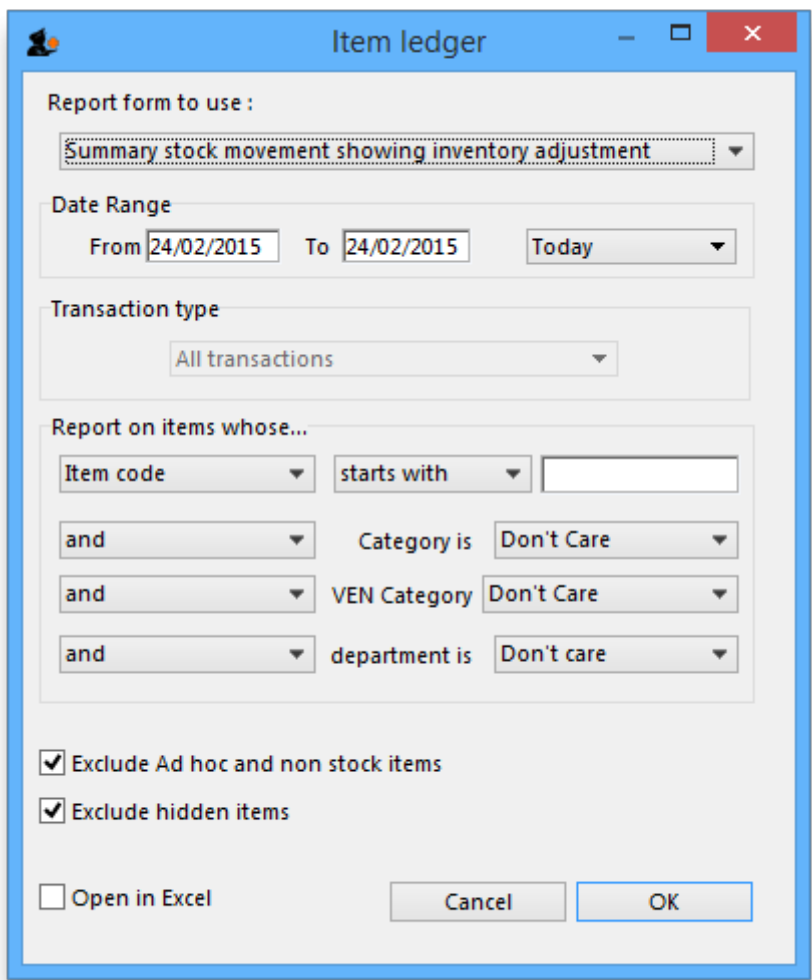 Item ledger
Report form to use :
Summary stock movement showing inventory adjustment
Date Range
From 24/02/2015 To 24/02/2015 Today
Transaction type
All transactions
Report on items whose...
Item code starts with
and Category is Don't Care
and VEN Category Don't Care
and department is Don't care
Exclude Ad hoc and non stock items
Exclude hidden items
Open in Excel Cancel OK